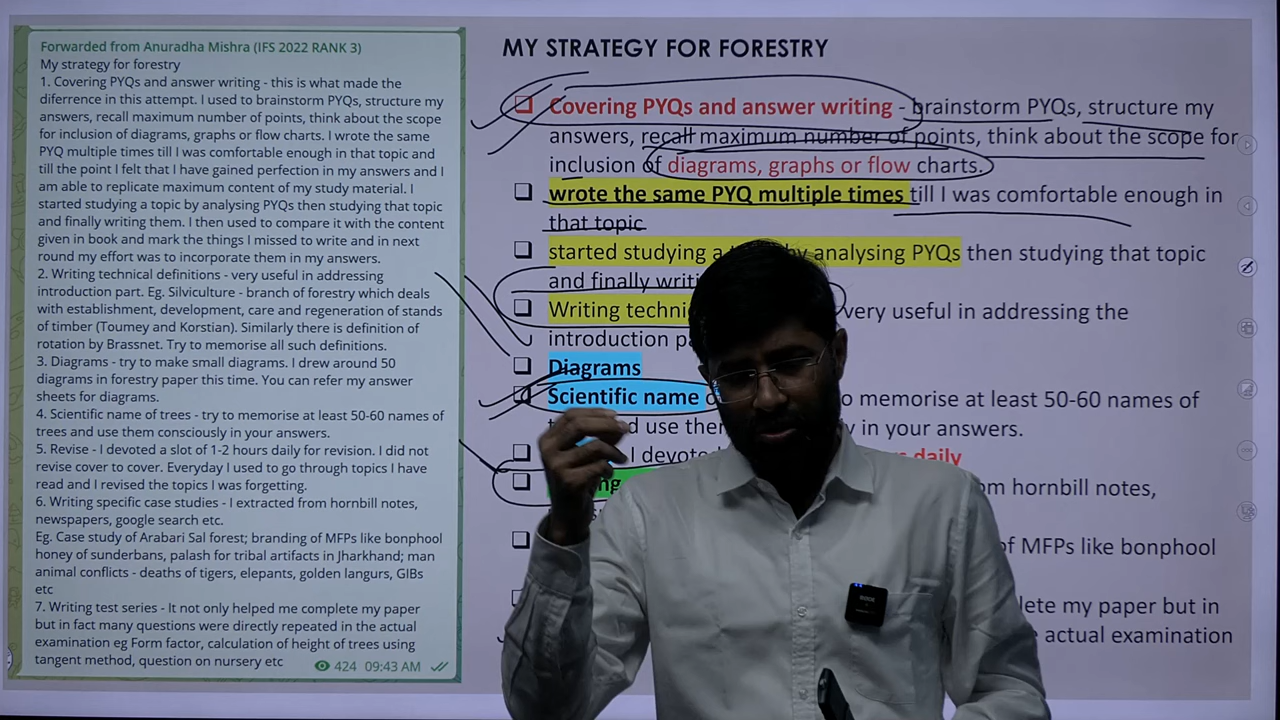 Forwarded from Anuradha Mishra (IFS 2022 RANK 3)
My strategy for forestry
1. Covering PYQs and answer writing - this is what made the
diferrence in this attempt. I used to brainstorm PYQs, structure my
answers, recall maximum number of points, think about the scope
for inclusion of diagrams, graphs or flow charts. I wrote the same
PYQ multiple times till I was comfortable enough in that topic and
till the point I felt that I have gained perfection in my answers and I
am able to replicate maximum content of my study material. I
started studying a topic by analysing PYQs then studying that topic
and finally writing them. I then used to compare it with the content
given in book and mark the things I missed to write and in next
round my effort was to incorporate them in my answers.
2. Writing technical definitions - very useful in addressing
introduction part. Eg. Silviculture - branch of forestry which deals
with establishment, development, care and regeneration of stands
of timber (Toumey and Korstian). Similarly there is definition of
rotation by Brassnet. Try to memorise all such definitions.
3. Diagrams - try to make small diagrams. I drew around 50
diagrams in forestry paper this time. You can refer my answer
sheets for diagrams.
4. Scientific name of trees - try to memorise at least 50-60 names of
trees and use them consciously in your answers.
5. Revise - I devoted a slot of 1-2 hours daily for revision. I did not
revise cover to cover. Everyday I used to go through topics I have
read and I revised the topics I was forgetting.
6. Writing specific case studies - I extracted from hornbill notes,
newspapers, google search etc.
Eg. Case study of Arabari Sal forest; branding of MFPs like bonphool
honey of sunderbans, palash for tribal artifacts in Jharkhand; man
animal conflicts - deaths of tigers, elepants, golden langurs, GIBs
etc
7. Writing test series - It not only helped me complete my paper
but in fact many questions were directly repeated in the actual
examination eg Form factor, calculation of height of trees using
tangent method, question on nursery etc
424 09:43 AM
MY STRATEGY FOR FORESTRY
Covering PYQs and answer writing - brainstorm PYQs, structure my
answers, recall maximum number of points, think about the scope for
inclusion of diagrams, graphs or flow charts.
wrote the same PYQ multiple times till I was comfortable enough in
that topic
started studying a by analysing PYQs then studying that topic
and finally
very useful in addressing the
introduction
Diagrams
Scientific name to memorise at least 50-60 names of
use in your answers.
I daily
from hornbill notes,
of MFPs like bonphool
my paper but in
actual examination